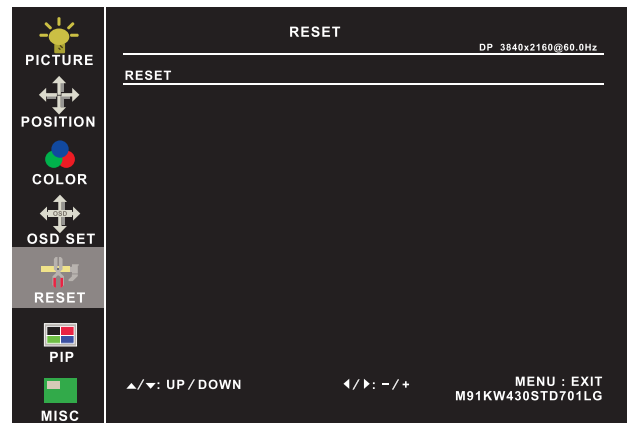 PICTURE
POSITION
COLOR
OSD
OSD SET
RESET
PIP
MISC
RESET
DP 3840x2160@60.0Hz
RESET
▲/▼: UP / DOWN
◀/▶: − / +
MENU : EXIT
M91KW430STD701LG